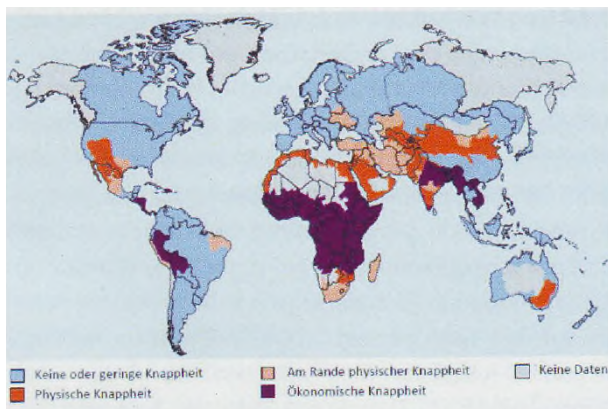 Keine oder geringe Knappheit
Am Rande physischer Knappheit
Keine Daten
Physische Knappheit
Ökonomische Knappheit